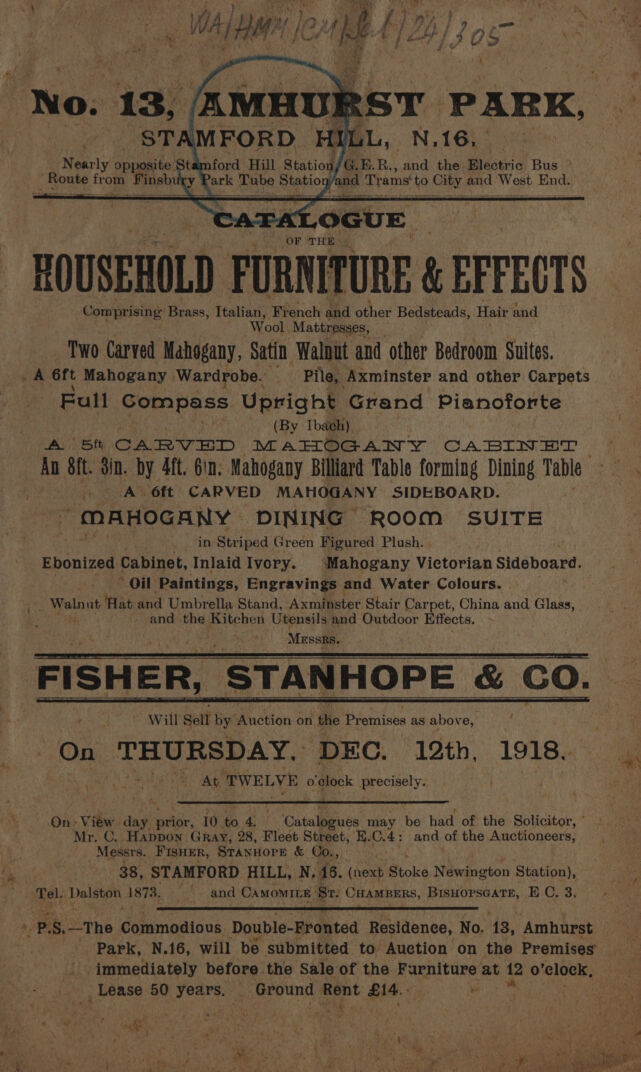 WA/HMM/CM/Sal/24/305
No. 13, AMHURST PARK,
STAMFORD HILL, N.16.
Nearly opposite Stamford Hill Station, G.E.R., and the Electric Bus
Route from Finsbury Park Tube Station and Trams to City and West End.
CATALOGUE
OF THE
HOUSEHOLD FURNITURE & EFFECTS
Comprising Brass, Italian, French and other Bedsteads, Hair and
Wool Mattresses,
Two Carved Mahogany, Satin Walnut and other Bedroom Suites.
A 6ft Mahogany Wardrobe. Pile, Axminster and other Carpets
Full Compass Upright Grand Pianoforte
(By Ibach)
A 5ft CARVED MAHOGANY CABINET
An 8ft. 3in. by 4ft. 6in. Mahogany Billiard Table forming Dining Table
A 6ft CARVED MAHOGANY SIDEBOARD.
MAHOGANY DINING ROOM SUITE
in Striped Green Figured Plush.
Ebonized Cabinet, Inlaid Ivory. Mahogany Victorian Sideboard.
Oil Paintings, Engravings and Water Colours.
Walnut Hat and Umbrella Stand, Axminster Stair Carpet, China and Glass,
and the Kitchen Utensils and Outdoor Effects.
MESSRS.
FISHER, STANHOPE & CO.
Will Sell by Auction on the Premises as above,
On THURSDAY, DEC. 12th, 1918.
At TWELVE o'clock precisely.
On View day prior, 10 to 4. Catalogues may be had of the Solicitor,
Mr. C. HAPPON GRAY, 28, Fleet Street, E.C.4: and of the Auctioneers,
Messrs. FISHER, STANHOPE & Co.,
38, STAMFORD HILL, N.16. (next Stoke Newington Station),
Tel. Dalston 1873. and CAMOMILE ST. CHAMBERS, BISHOPSGATE, E C. 3.
P.S.—The Commodious Double-Fronted Residence, No. 13, Amhurst
Park, N.16, will be submitted to Auction on the Premises
immediately before the Sale of the Furniture at 12 o'clock.
Lease 50 years. Ground Rent £14.